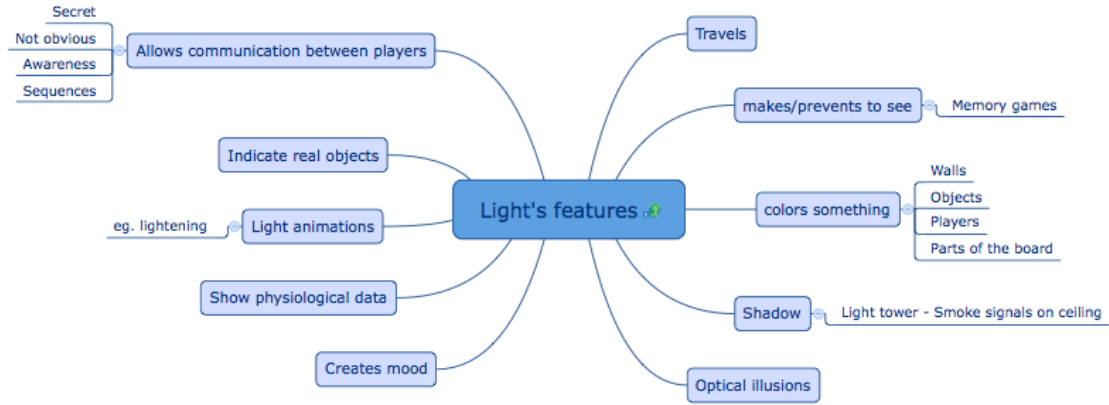 Secret
Not obvious
Awareness
Sequences
Allows communication between players
Indicate real objects
eg. lightening
Light animations
Show physiological data
Creates mood
Light's features
Travels
makes/prevents to see
Memory games
colors something
Walls
Objects
Players
Parts of the board
Shadow
Light tower - Smoke signals on ceiling
Optical illusions